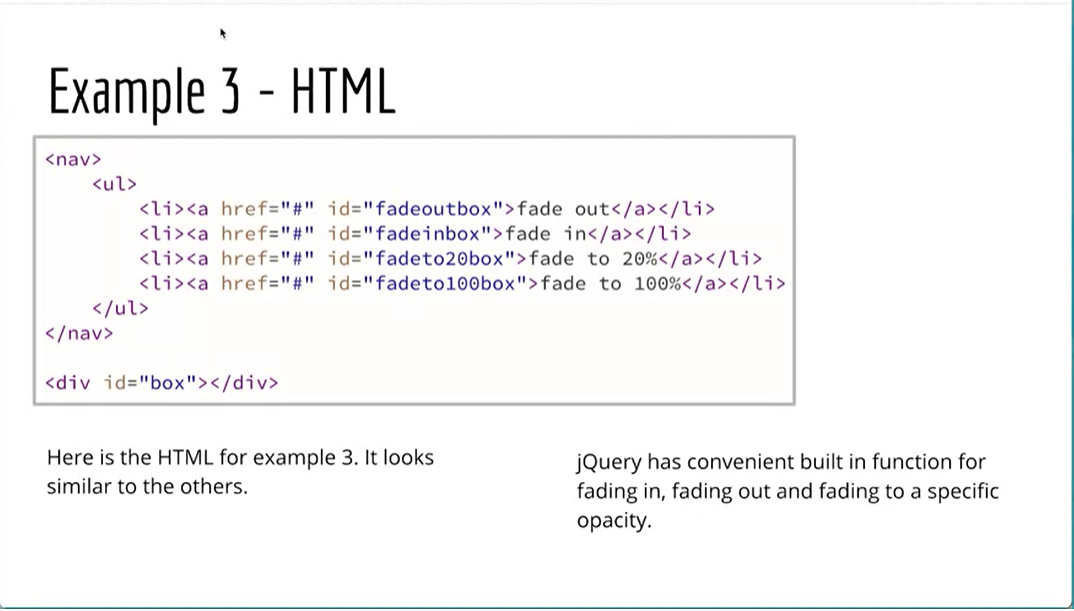 Example 3 - HTML
<nav>
<ul>
<li><a href="#" id="fadeoutbox">fade out</a></li>
<li><a href="#" id="fadeinbox">fade in</a></li>
<li><a href="#" id="fadeto20box">fade to 20%</a></li>
<li><a href="#" id="fadeto100box">fade to 100%</a></li>
</ul>
</nav>
<div id="box"></div>
Here is the HTML for example 3. It looks
similar to the others.
jQuery has convenient built in function for
fading in, fading out and fading to a specific
opacity.